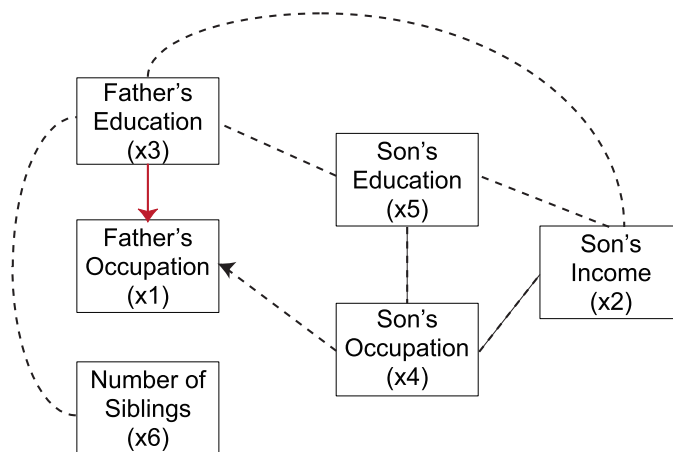 Father's
Education
(x3)
Son's
Education
(x5)
Father's
Occupation
(x1)
Son's
Income
(x2)
Son's
Occupation
(x4)
Number of
Siblings
(x6)